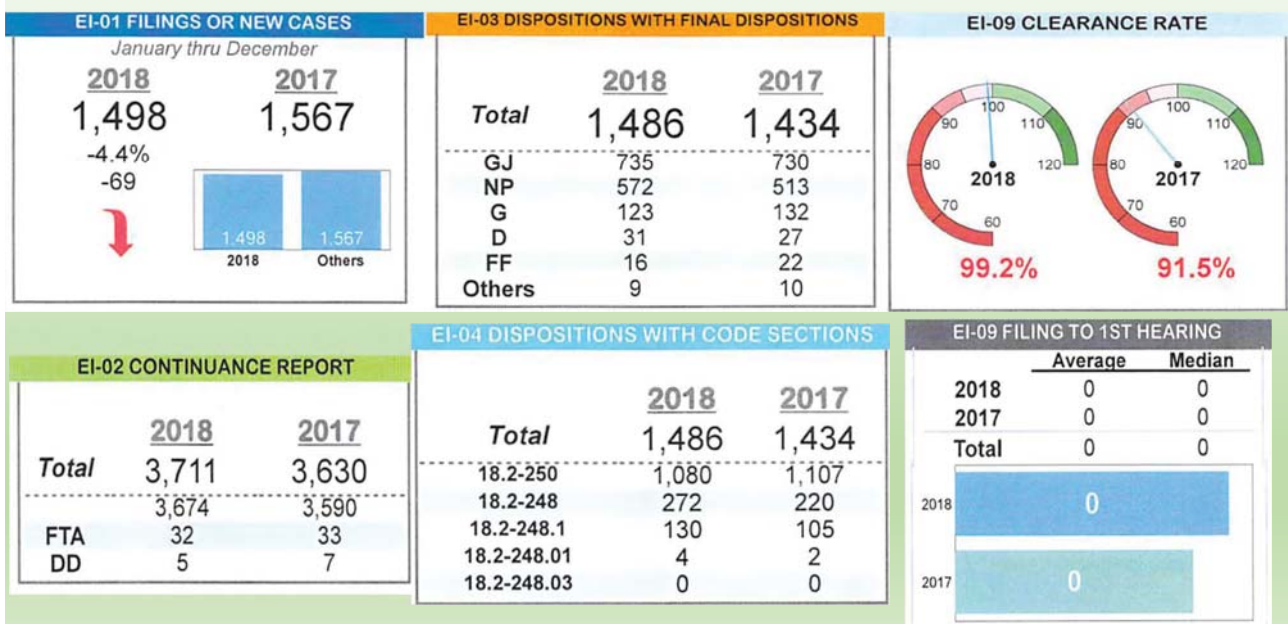 EI-01 FILINGS OR NEW CASES
January thru December
2018 2017
1,498 1,567
-4.4%
-69
1.498 1.567
2018 Others
EI-03 DISPOSITIONS WITH FINAL DISPOSITIONS
2018 2017
Total 1,486 1,434
GJ 735 730
NP 572 513
G 123 132
D 31 27
FF 16 22
Others 9 10
EI-09 CLEARANCE RATE
60 70 80 90 100 110 120
2018
99.2%
60 70 80 90 100 110 120
2017
91.5%
EI-02 CONTINUANCE REPORT
2018 2017
Total 3,711 3,630
3,674 3,590
FTA 32 33
DD 5 7
EI-04 DISPOSITIONS WITH CODE SECTIONS
2018 2017
Total 1,486 1,434
18.2-250 1,080 1,107
18.2-248 272 220
18.2-248.1 130 105
18.2-248.01 4 2
18.2-248.03 0 0
EI-09 FILING TO 1ST HEARING
Average Median
2018 0 0
2017 0 0
Total 0 0
2018 0
2017 0